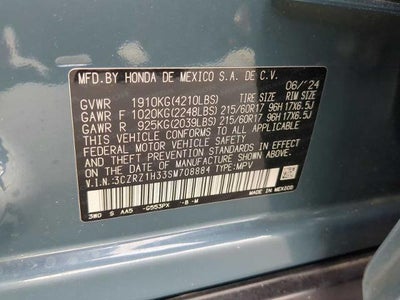 MFD.BY HONDA DE MEXICO S.A. DE C.V.
06/'24
GVWR 1910KG(4210LBS) TIRE SIZE RIM SIZE
GAWR F 1020KG(2248LBS) 215/60R17 96H 17X6.5J
GAWR R 925KG(2039LBS) 215/60R17 96H 17X6.5J
THIS VEHICLE CONFORMS TO ALL APPLICABLE
FEDERAL MOTOR VEHICLE SAFETY STANDARDS IN EFFECT
ON THE DATE OF MANUFACTURE SHOWN ABOVE.
V.I.N.:3CZRZ1H33SM708884 TYPE:MPV
3WO S AA5 -G553PX -B -M
MADE IN MEXICO